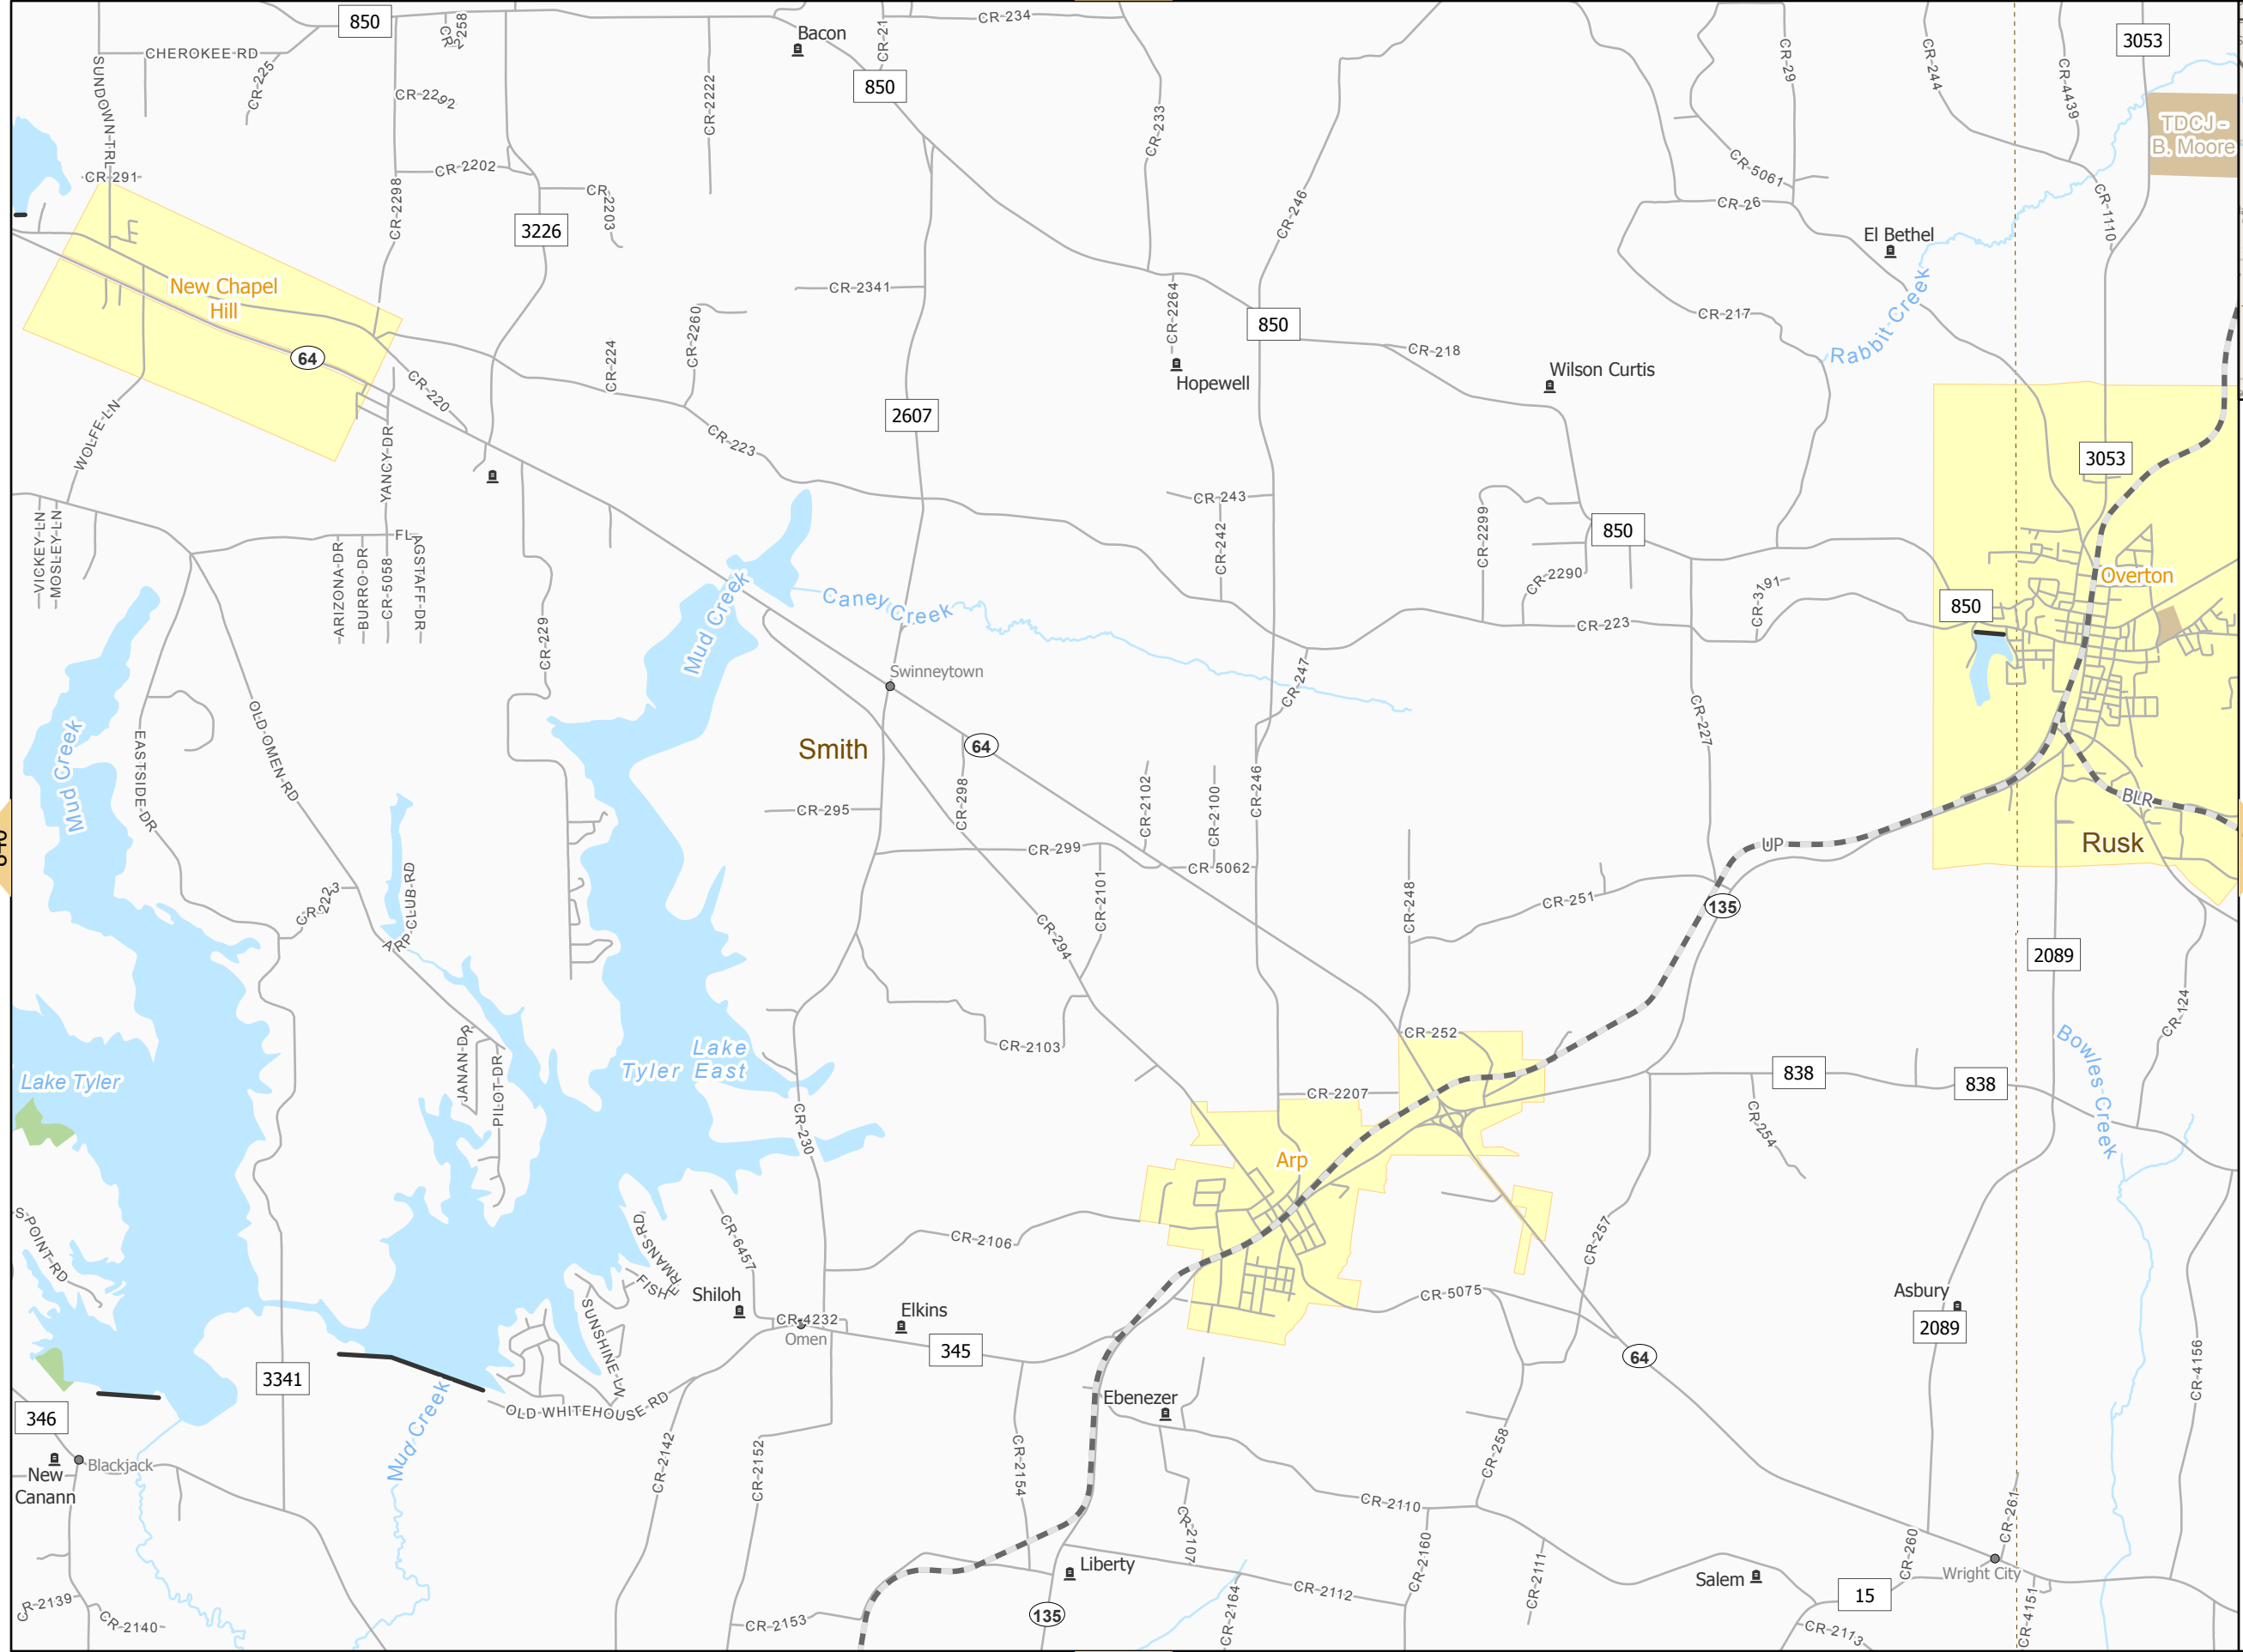 850
CR-2258
CR-21
CR-234
Bacon
CHEROKEE RD
CR-225
SUNDOWN-TRL
CR-2292
850
CR-2222
CR-233
CR-29
CR-244
CR-4439
3053
TDCJ -
B. Moore
CR-291
CR-2298
CR-2202
CR-2203
3226
CR-246
CR-5061
CR-26
CR-1110
El Bethel
New Chapel
Hill
64
CR-2341
CR-2264
850
CR-217
Rabbit Creek
CR-220
CR-224
CR-2260
CR-218
Hopewell
Wilson Curtis
2607
WOLFE-LN
YANCY-DR
CR-223
3053
CR-243
CR-242
CR-2299
850
VICKEY-LN
MOSLEY-LN
ARIZONA-DR
BURRO-DR
CR-5058
FLAGSTAFF-DR
CR-229
Mud Creek
Caney Creek
CR-2290
CR-3191
CR-223
850
Overton
Swinneytown
CR-247
CR-227
Mud Creek
EASTSIDE-DR
OLD-OMEN-RD
Smith
64
CR-295
CR-298
CR-2102
CR-2100
CR-246
BLR
Rusk
UP
CR-299
CR-5062
CR-2223
ARP-CLUB-RD
CR-2101
CR-294
CR-248
CR-251
135
2089
CR-124
CR-2103
CR-252
JANAN-DR
PILOT-DR
Lake
Tyler East
Lake Tyler
CR-230
CR-2207
838
838
CR-254
Bowles-Creek
Arp
S-POINT-RD
FISHERMANS-RD
CR-6457
CR-2106
CR-257
Shiloh
Elkins
CR-4232
Omen
345
CR-5075
Asbury
2089
SUNSHINE-LN
64
CR-4156
3341
346
Mud Creek
OLD-WHITEHOUSE-RD
Ebenezer
New
Canann
Blackjack
CR-2142
CR-2152
CR-2154
CR-258
CR-2110
CR-2107
CR-2160
CR-2111
CR-260
CR-261
Liberty
CR-2112
CR-2164
Salem
Wright City
15
CR-2139
CR-2140
CR-2153
135
CR-2113
CR-4151